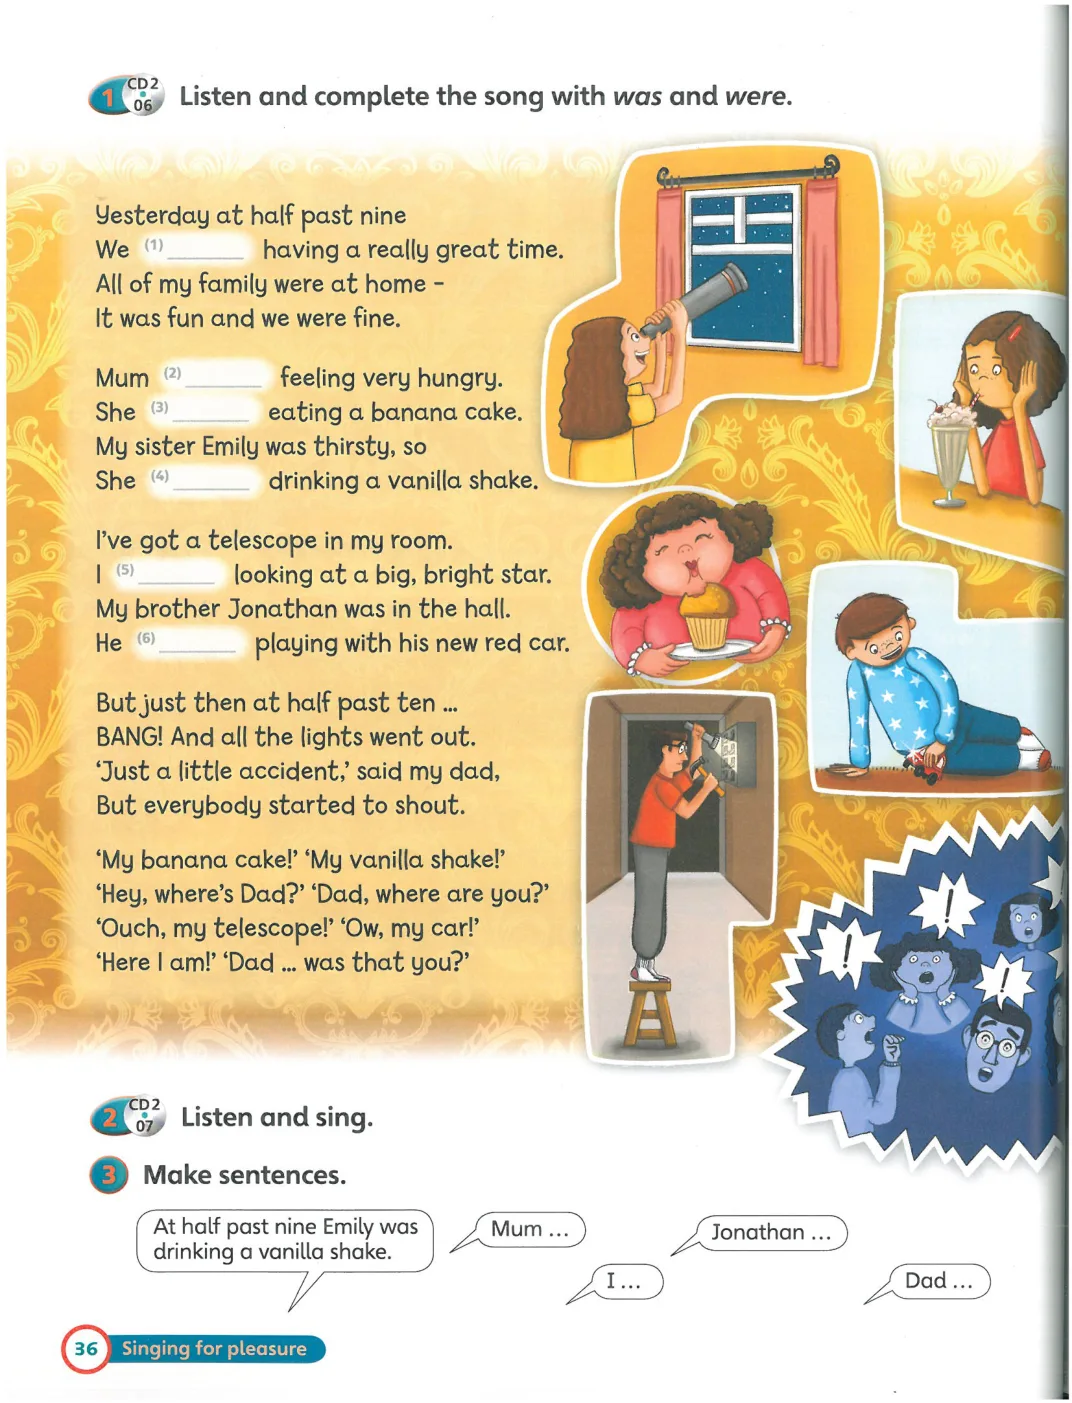 1 CD2 06 Listen and complete the song with was and were.
Yesterday at half past nine
We (1)________ having a really great time.
All of my family were at home –
It was fun and we were fine.
Mum (2)________ feeling very hungry.
She (3)________ eating a banana cake.
My sister Emily was thirsty, so
She (4)________ drinking a vanilla shake.
I've got a telescope in my room.
I (5)________ looking at a big, bright star.
My brother Jonathan was in the hall.
He (6)________ playing with his new red car.
But just then at half past ten ...
BANG! And all the lights went out.
'Just a little accident,' said my dad,
But everybody started to shout.
'My banana cake!' 'My vanilla shake!'
'Hey, where's Dad?' 'Dad, where are you?'
'Ouch, my telescope!' 'Ow, my car!'
'Here I am!' 'Dad ... was that you?'
!
!
!
2 CD2 07 Listen and sing.
3 Make sentences.
At half past nine Emily was
drinking a vanilla shake.
Mum ...
Jonathan ...
I ...
Dad ...
36 Singing for pleasure